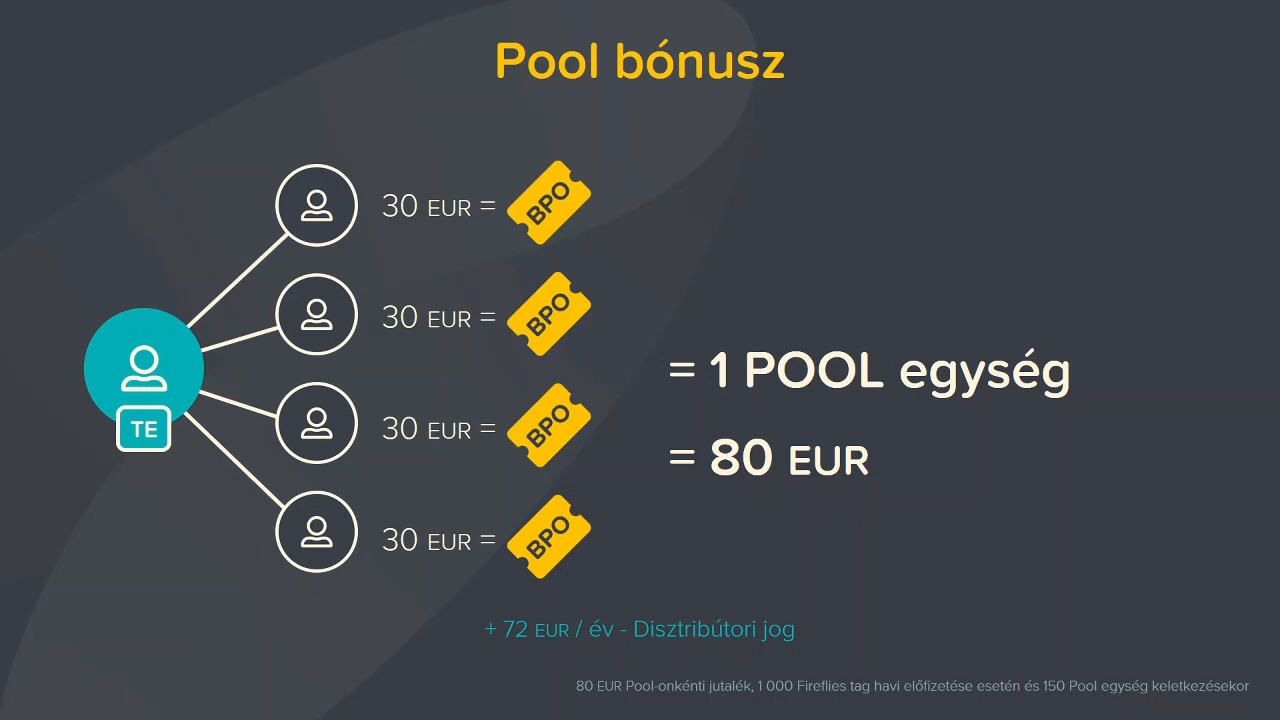 Pool bónusz
30 EUR = BPO
30 EUR = BPO
30 EUR = BPO
30 EUR = BPO
TE
= 1 POOL egység
= 80 EUR
+ 72 EUR / év - Disztribútori jog
80 EUR Pool-onkénti jutalék, 1 000 Fireflies tag havi előfizetése esetén és 150 Pool egység keletkezésekor